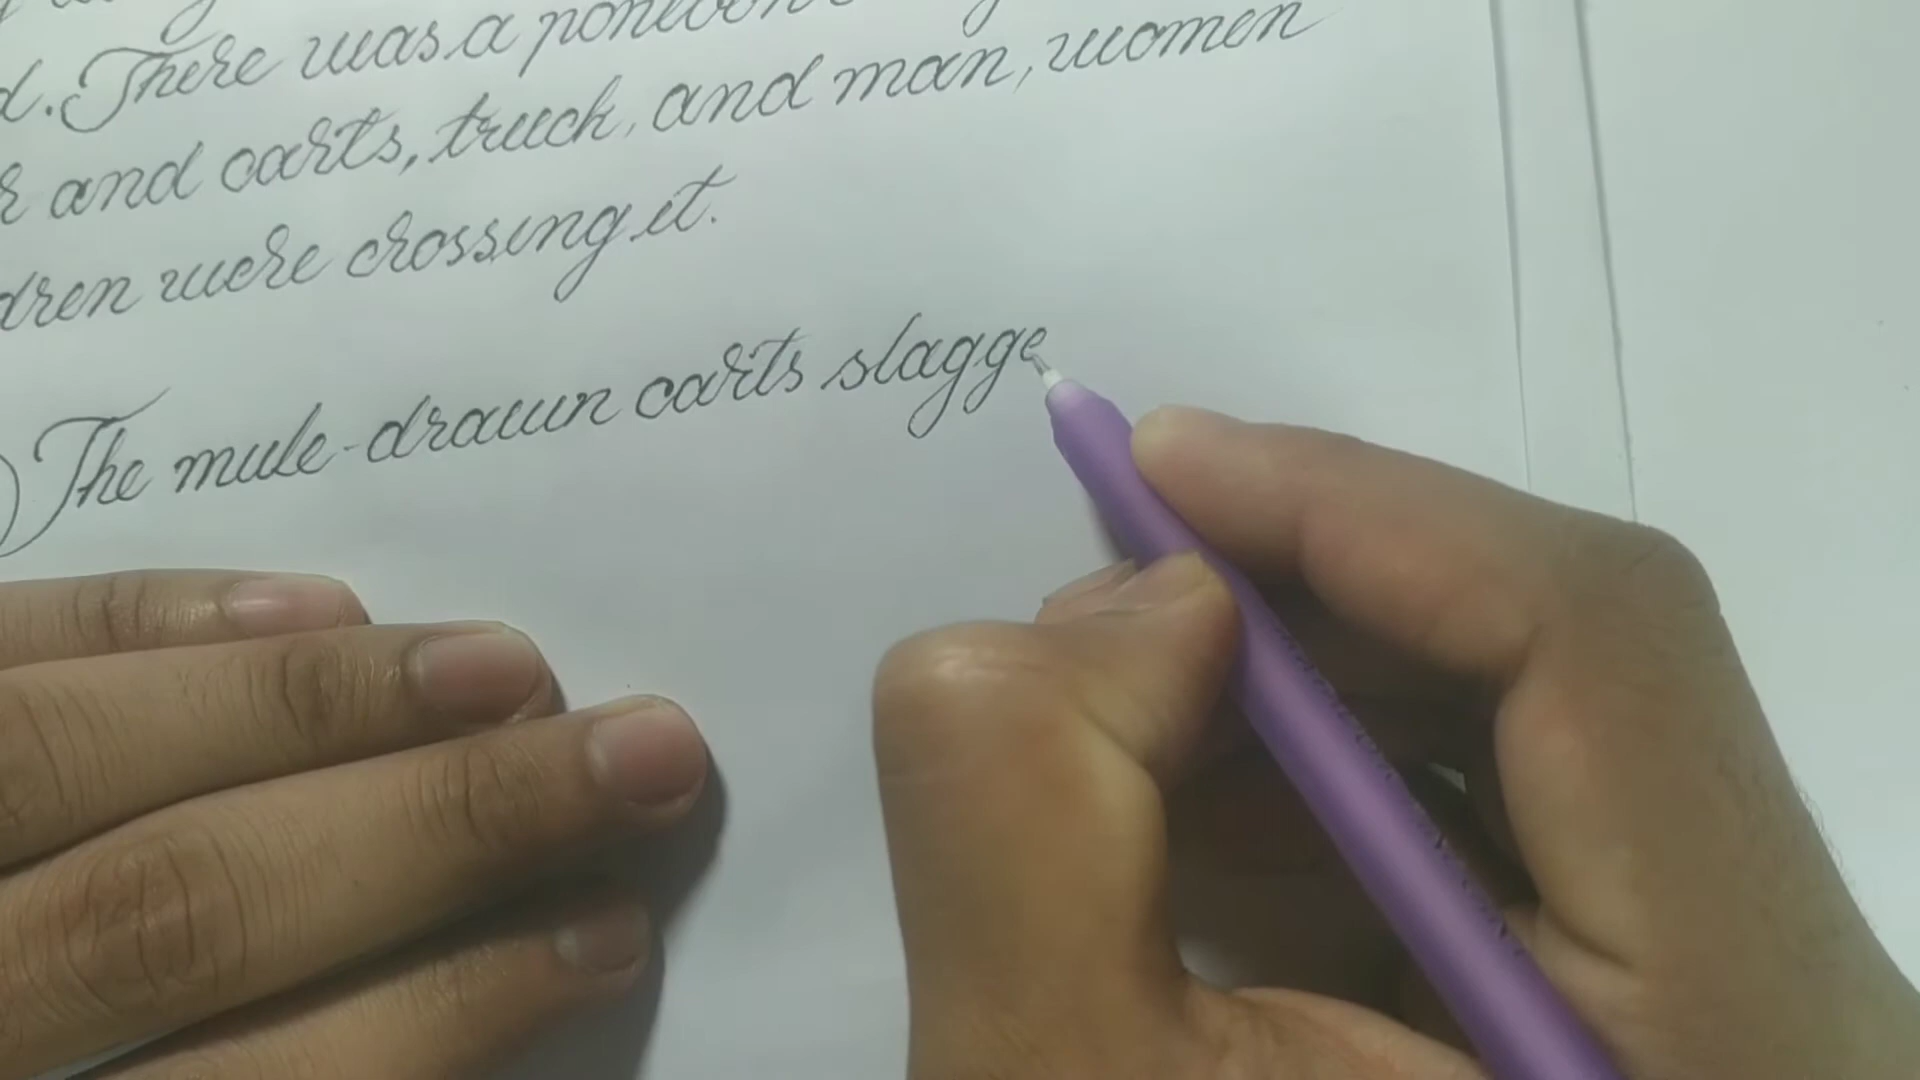 d. There was a pontoon
r and carts, truck, and man, women
dren were crossing it.
The mule-drawn carts slagge